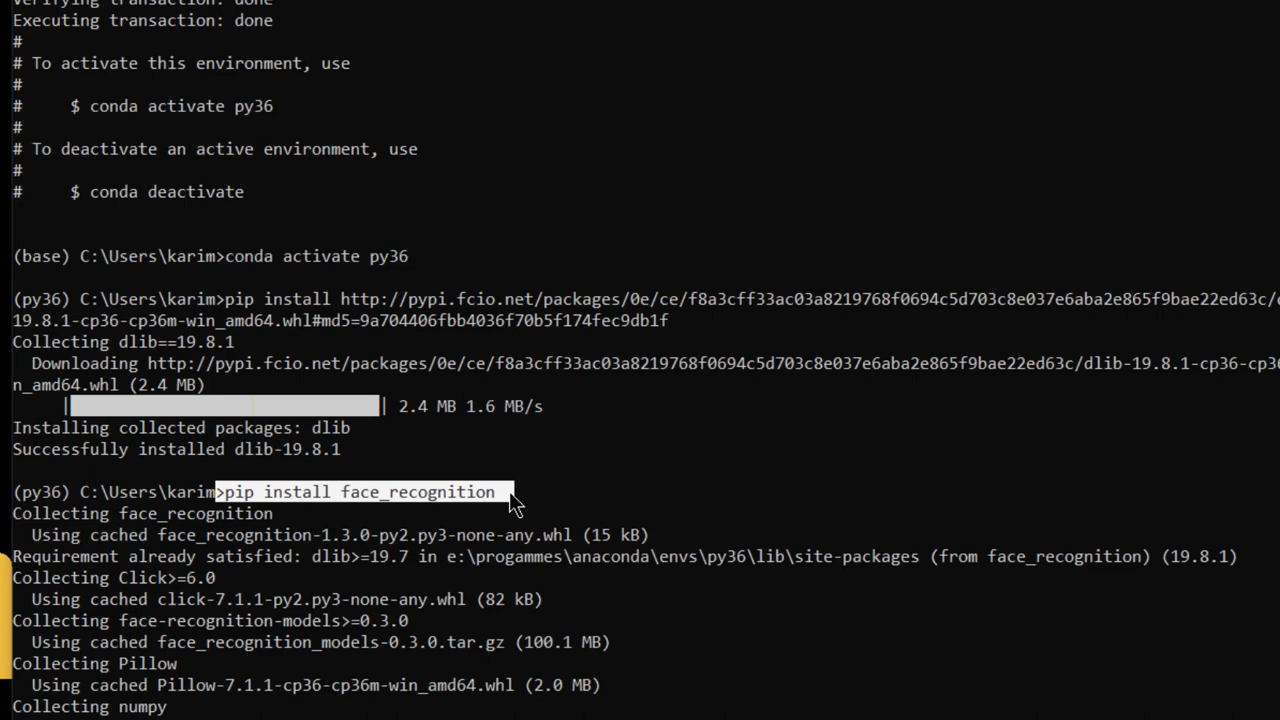 Verifying transaction: done
Executing transaction: done
#
# To activate this environment, use
#
#     $ conda activate py36
#
# To deactivate an active environment, use
#
#     $ conda deactivate
(base) C:\Users\karim>conda activate py36
(py36) C:\Users\karim>pip install http://pypi.fcio.net/packages/0e/ce/f8a3cff33ac03a8219768f0694c5d703c8e037e6aba2e865f9bae22ed63c/
19.8.1-cp36-cp36m-win_amd64.whl#md5=9a704406fbb4036f70b5f174fec9db1f
Collecting dlib==19.8.1
  Downloading http://pypi.fcio.net/packages/0e/ce/f8a3cff33ac03a8219768f0694c5d703c8e037e6aba2e865f9bae22ed63c/dlib-19.8.1-cp36-cp3
n_amd64.whl (2.4 MB)
     | | 2.4 MB 1.6 MB/s
Installing collected packages: dlib
Successfully installed dlib-19.8.1
(py36) C:\Users\karim>pip install face_recognition
Collecting face_recognition
  Using cached face_recognition-1.3.0-py2.py3-none-any.whl (15 kB)
Requirement already satisfied: dlib>=19.7 in e:\progammes\anaconda\envs\py36\lib\site-packages (from face_recognition) (19.8.1)
Collecting Click>=6.0
  Using cached click-7.1.1-py2.py3-none-any.whl (82 kB)
Collecting face-recognition-models>=0.3.0
  Using cached face_recognition_models-0.3.0.tar.gz (100.1 MB)
Collecting Pillow
  Using cached Pillow-7.1.1-cp36-cp36m-win_amd64.whl (2.0 MB)
Collecting numpy